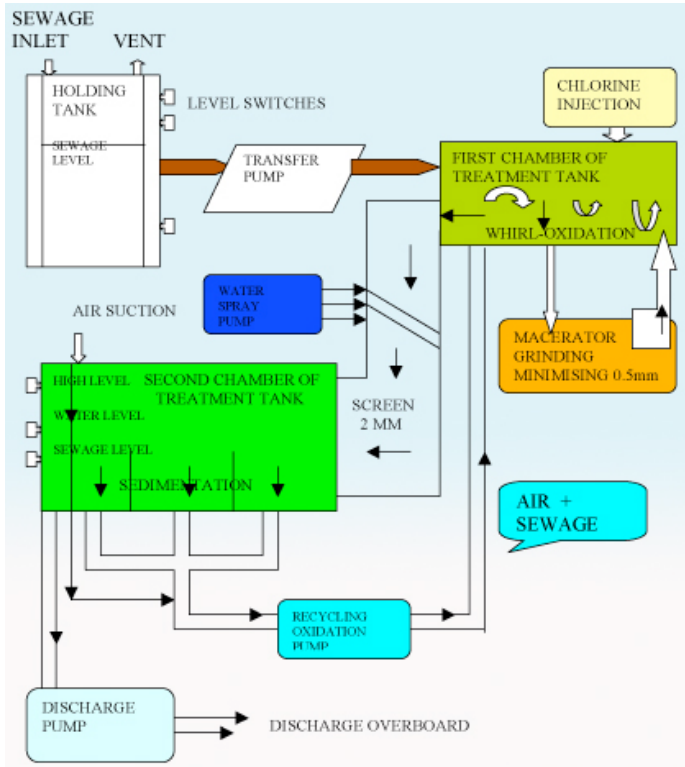 SEWAGE
INLET
VENT
HOLDING
TANK
SEWAGE
LEVEL
LEVEL SWITCHES
TRANSFER
PUMP
CHLORINE
INJECTION
FIRST CHAMBER OF
TREATMENT TANK
WHIRL-OXIDATION
WATER
SPRAY
PUMP
AIR SUCTION
MACERATOR
GRINDING
MINIMISING 0.5mm
HIGH LEVEL
SECOND CHAMBER OF
TREATMENT TANK
WATER LEVEL
SEWAGE LEVEL
SEDIMENTATION
SCREEN
2 MM
AIR +
SEWAGE
RECYCLING
OXIDATION
PUMP
DISCHARGE
PUMP
DISCHARGE OVERBOARD